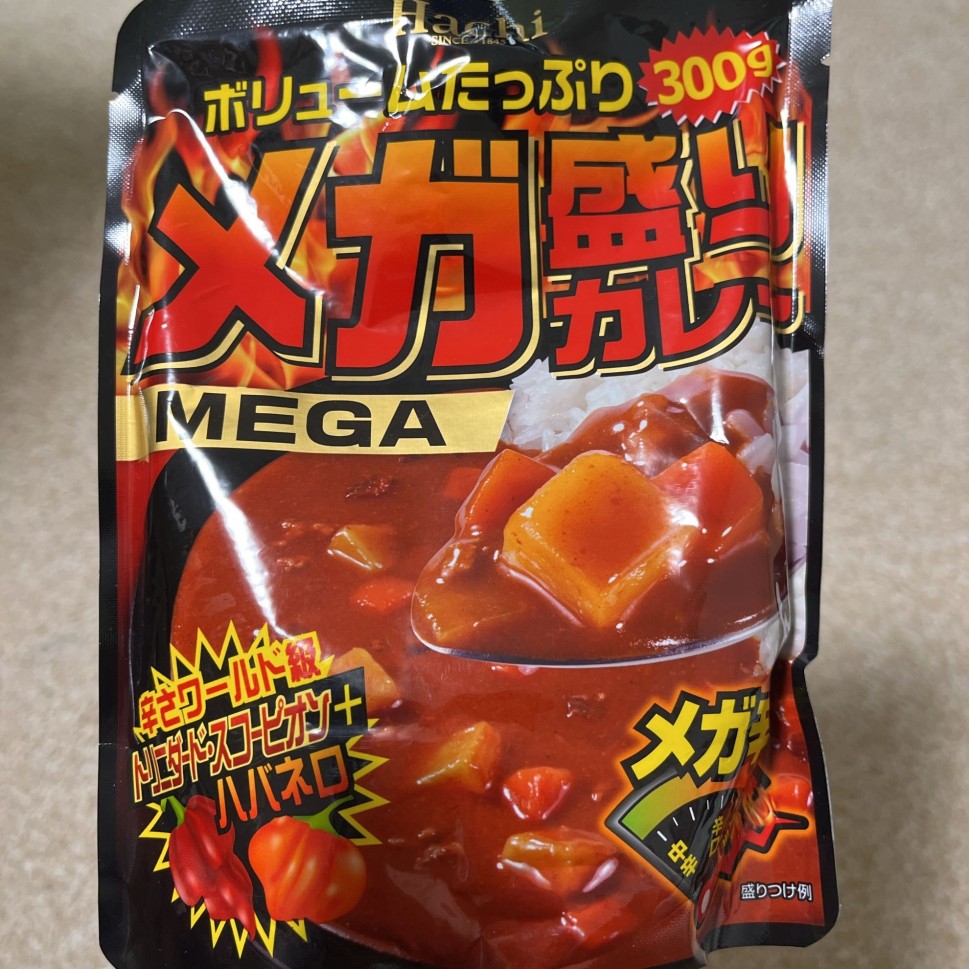 Hachi
SINCE 1845
ボリュームたっぷり
300g
メガ盛り
カレー
MEGA
辛さワールド級
トリニダード・スコーピオン+
ハバネロ
メガ辛
中辛
辛口
盛りつけ例